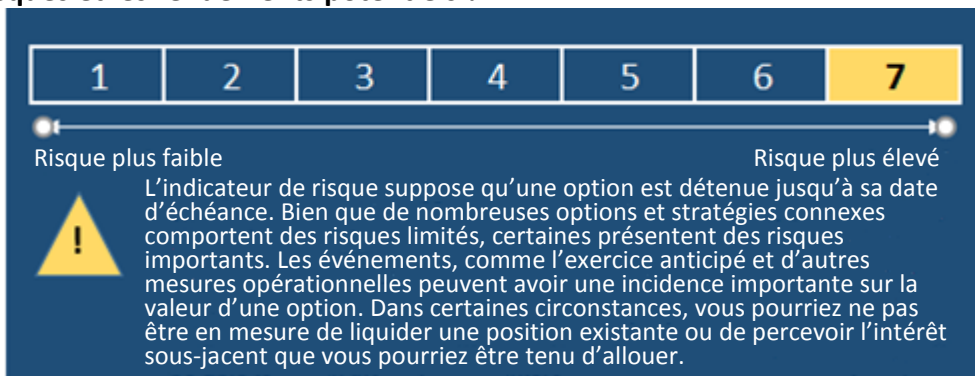 1 2 3 4 5 6 7
Risque plus faible Risque plus élevé
L’indicateur de risque suppose qu’une option est détenue jusqu’à sa date
d’échéance. Bien que de nombreuses options et stratégies connexes
comportent des risques limités, certaines présentent des risques
importants. Les événements, comme l’exercice anticipé et d’autres
mesures opérationnelles peuvent avoir une incidence importante sur la
valeur d’une option. Dans certaines circonstances, vous pourriez ne pas
être en mesure de liquider une position existante ou de percevoir l’intérêt
sous-jacent que vous pourriez être tenu d’allouer.
!